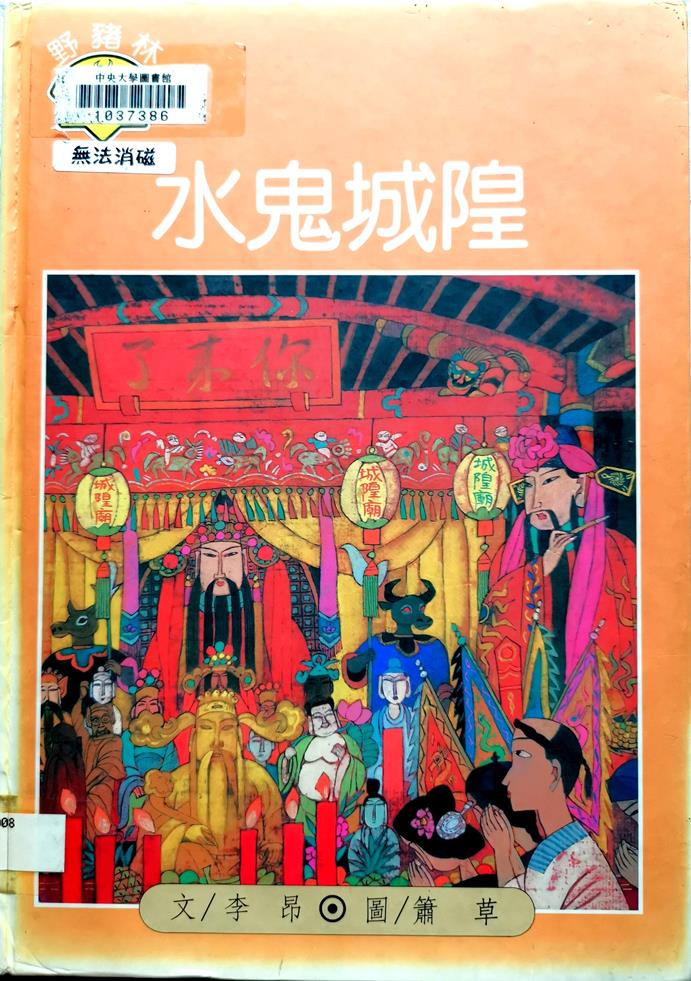 野豬林
中央大學圖書館
1037386
無法消磁
水鬼城隍
你來了
城隍廟
城隍廟
城隍廟
008
文/李昂 圖/簫草